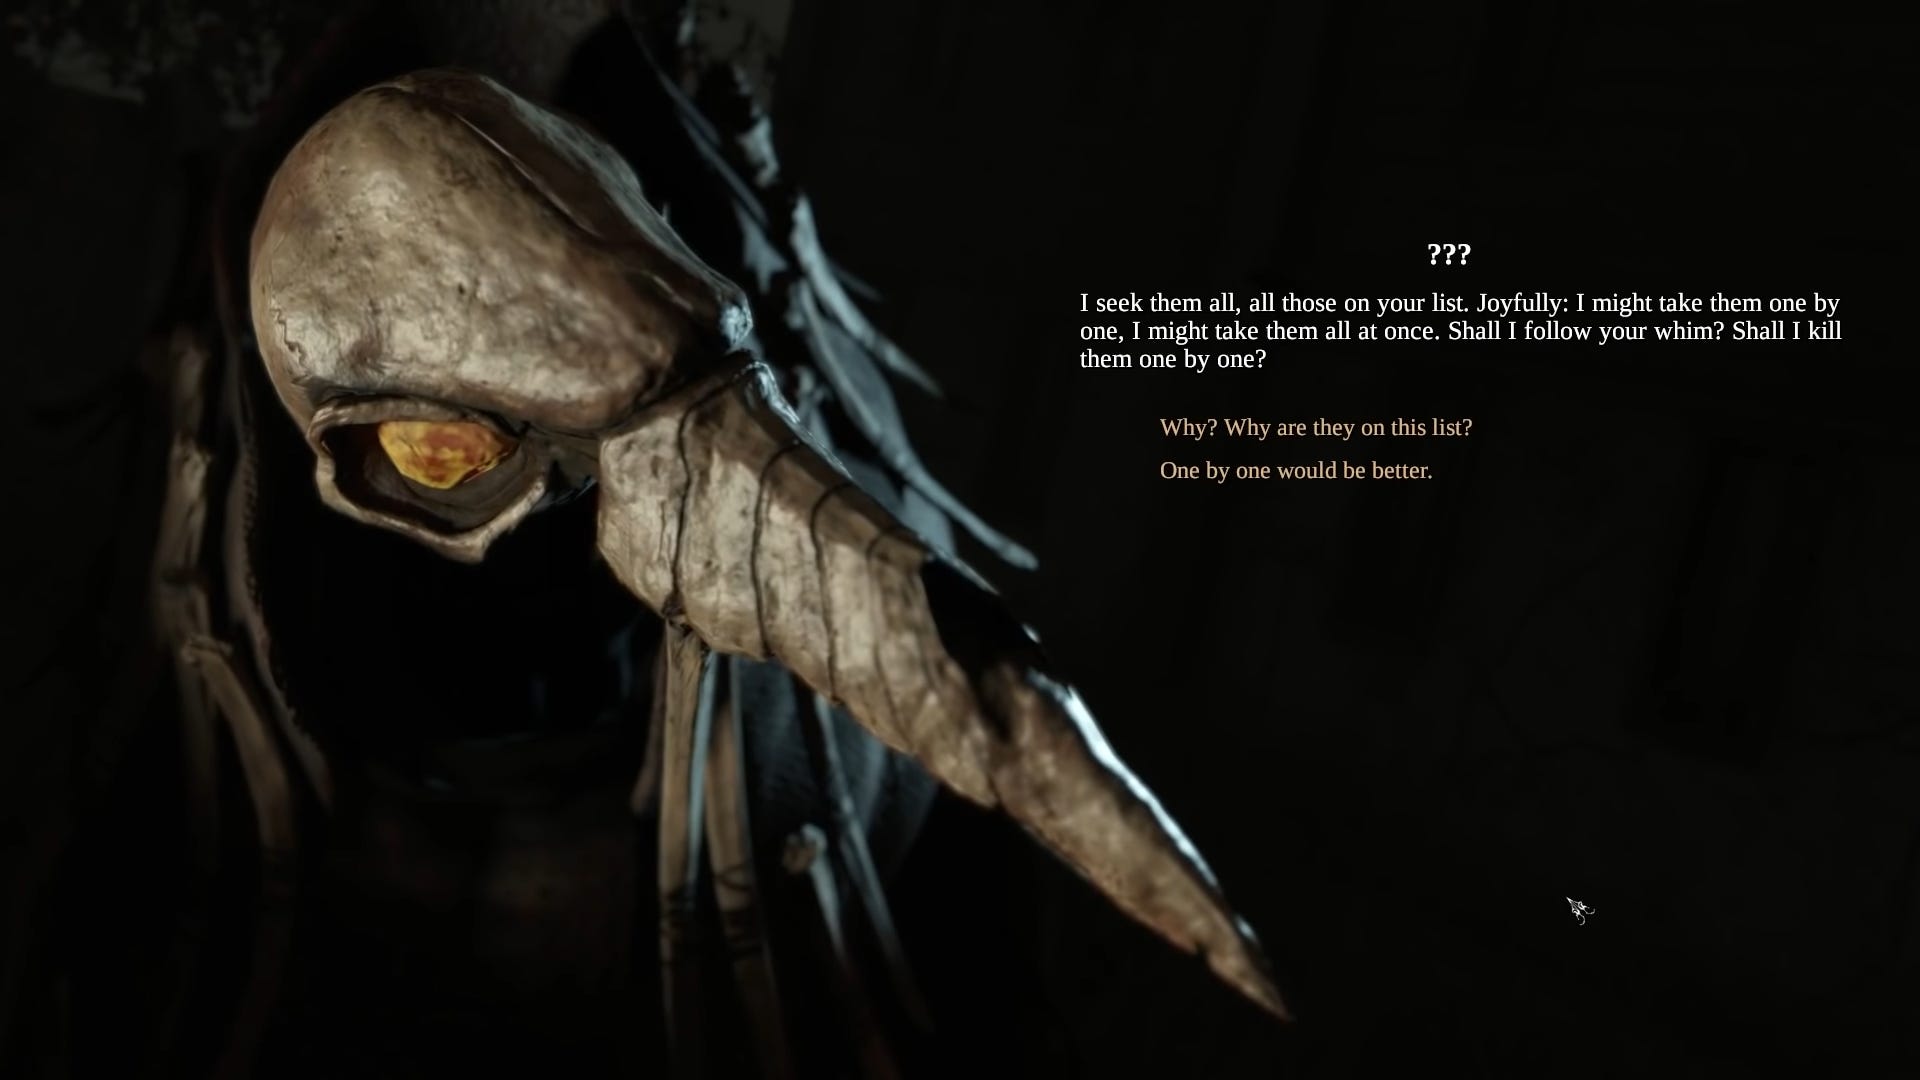 ???
I seek them all, all those on your list. Joyfully: I might take them one by
one, I might take them all at once. Shall I follow your whim? Shall I kill
them one by one?
Why? Why are they on this list?
One by one would be better.